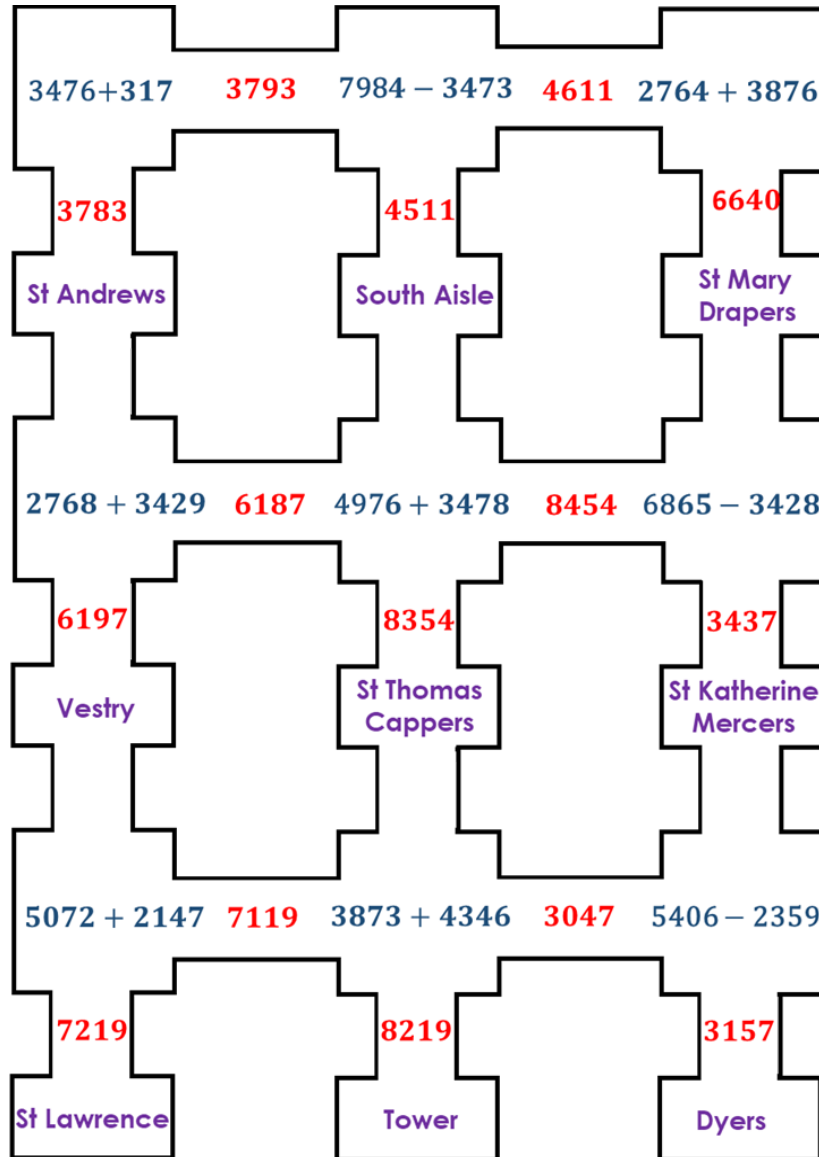 3476+317 3793 7984 − 3473 4611 2764 + 3876
3783 4511 6640
St Andrews South Aisle St Mary
Drapers
2768 + 3429 6187 4976 + 3478 8454 6865 − 3428
6197 8354 3437
Vestry St Thomas St Katherine
Cappers Mercers
5072 + 2147 7119 3873 + 4346 3047 5406 − 2359
7219 8219 3157
St Lawrence Tower Dyers